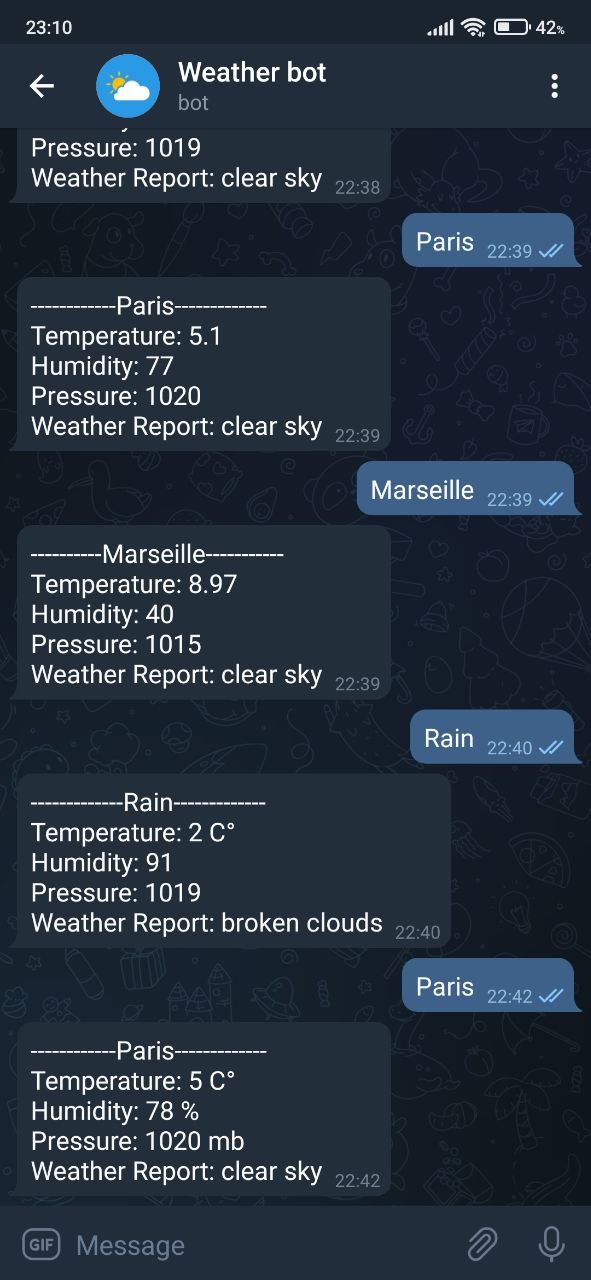 23:10
42%
Weather bot
bot
Pressure: 1019
Weather Report: clear sky 22:38
Paris 22:39
------------Paris-------------
Temperature: 5.1
Humidity: 77
Pressure: 1020
Weather Report: clear sky 22:39
Marseille 22:39
----------Marseille-----------
Temperature: 8.97
Humidity: 40
Pressure: 1015
Weather Report: clear sky 22:39
Rain 22:40
-------------Rain-------------
Temperature: 2 C°
Humidity: 91
Pressure: 1019
Weather Report: broken clouds 22:40
Paris 22:42
------------Paris-------------
Temperature: 5 C°
Humidity: 78 %
Pressure: 1020 mb
Weather Report: clear sky 22:42
GIF Message